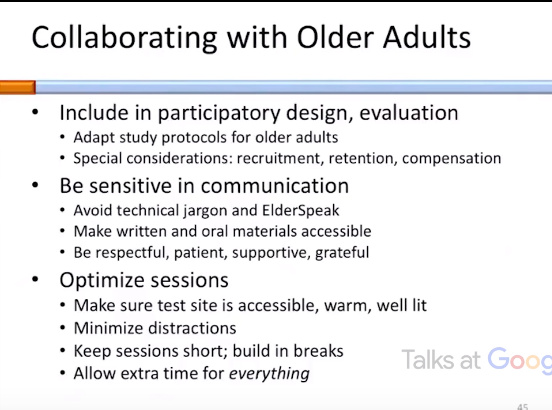 Collaborating with Older Adults
• Include in participatory design, evaluation
• Adapt study protocols for older adults
• Special considerations: recruitment, retention, compensation
• Be sensitive in communication
• Avoid technical jargon and ElderSpeak
• Make written and oral materials accessible
• Be respectful, patient, supportive, grateful
• Optimize sessions
• Make sure test site is accessible, warm, well lit
• Minimize distractions
• Keep sessions short; build in breaks
• Allow extra time for everything
Talks at Goog
45